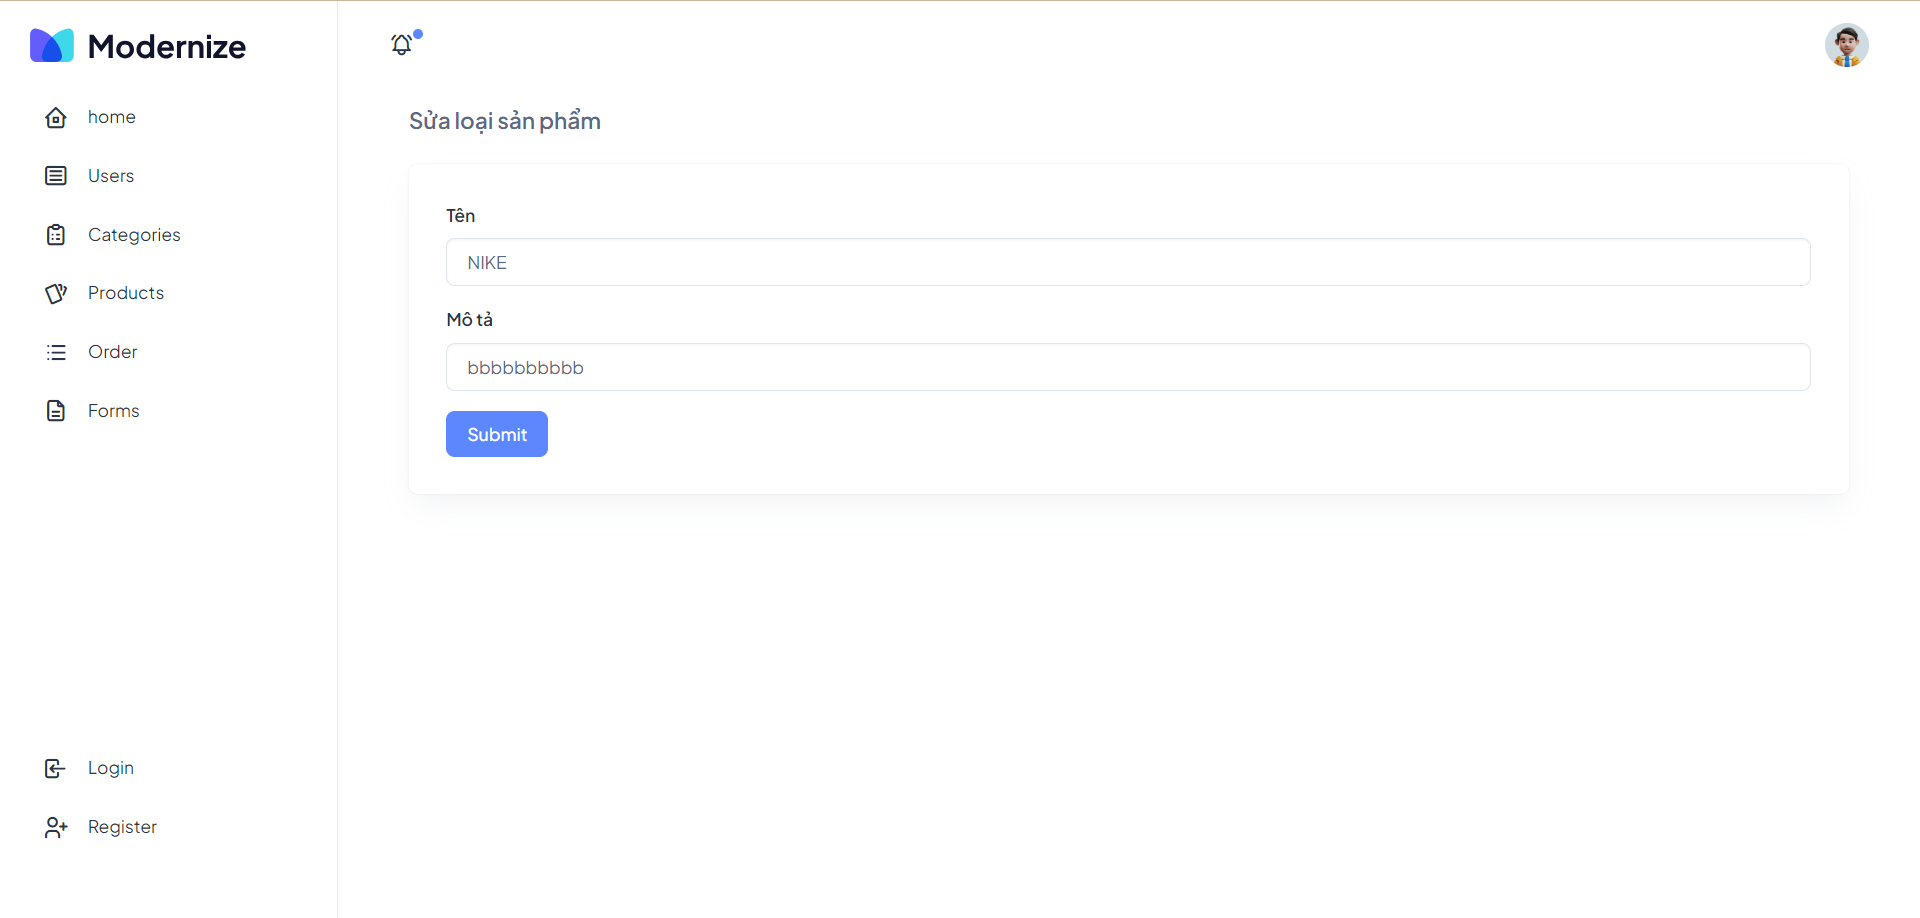 Modernize
home
Users
Categories
Products
Order
Forms
Login
Register
Sửa loại sản phẩm
Tên
NIKE
Mô tả
bbbbbbbbbb
Submit